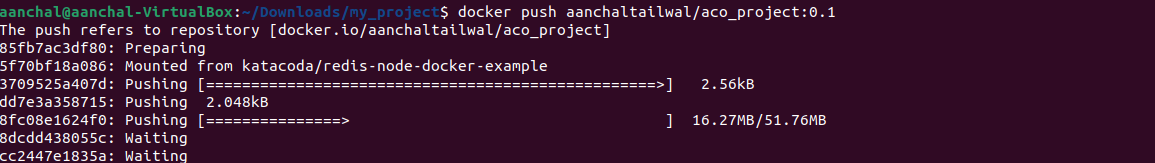 aanchal@aanchal-VirtualBox:~/Downloads/my_project$ docker push aanchaltailwal/aco_project:0.1
The push refers to repository [docker.io/aanchaltailwal/aco_project]
85fb7ac3df80: Preparing
5f70bf18a086: Mounted from katacoda/redis-node-docker-example
3709525a407d: Pushing [==================================================>]   2.56kB
dd7e3a358715: Pushing  2.048kB
8fc08e1624f0: Pushing [===============>                                   ]  16.27MB/51.76MB
8dcdd438055c: Waiting
cc2447e1835a: Waiting